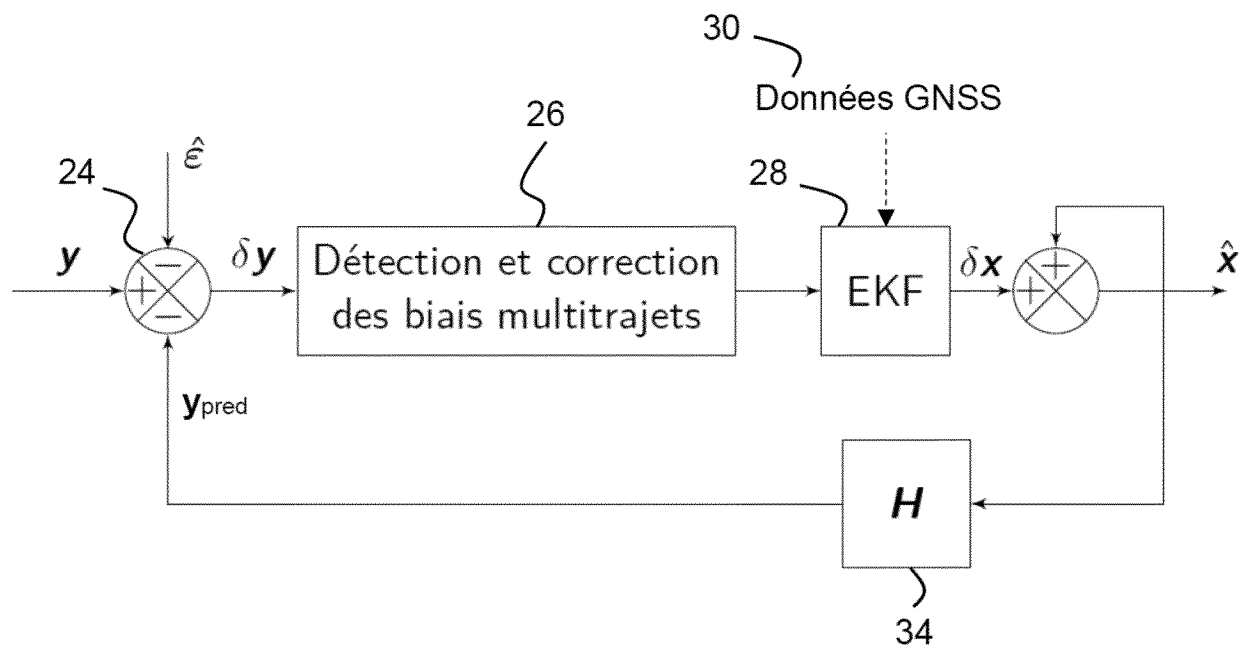 30
Données GNSS
26
28
24
ε̂
y
δy
Détection et correction
des biais multitrajets
EKF
δx
x̂
−
+
−
+
+
ypred
H
34